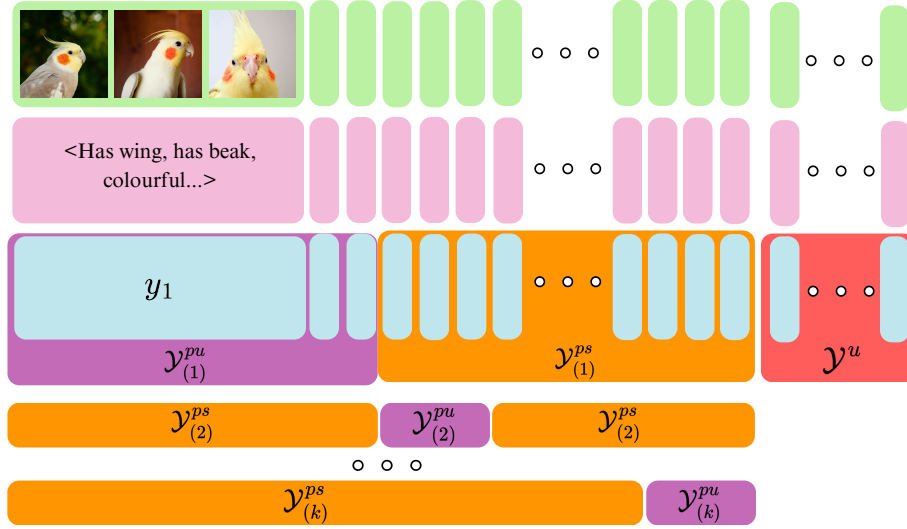 <Has wing, has beak,
colourful...>
y₁
𝒴₍₁₎ᵖᵘ 𝒴₍₁₎ᵖˢ 𝒴ᵘ
𝒴₍₂₎ᵖˢ 𝒴₍₂₎ᵖᵘ 𝒴₍₂₎ᵖˢ
𝒴₍ₖ₎ᵖˢ 𝒴₍ₖ₎ᵖᵘ